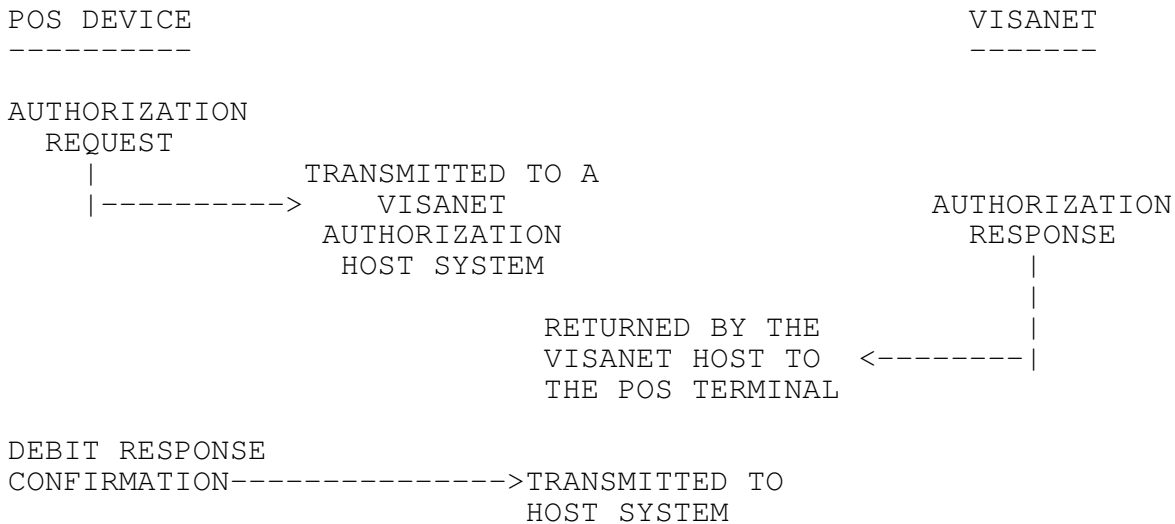 POS DEVICE VISANET
---------- -------
AUTHORIZATION
REQUEST
| TRANSMITTED TO A
|----------> VISANET AUTHORIZATION
AUTHORIZATION RESPONSE
HOST SYSTEM |
|
RETURNED BY THE |
VISANET HOST TO <--------|
THE POS TERMINAL
DEBIT RESPONSE
CONFIRMATION--------------->TRANSMITTED TO
HOST SYSTEM